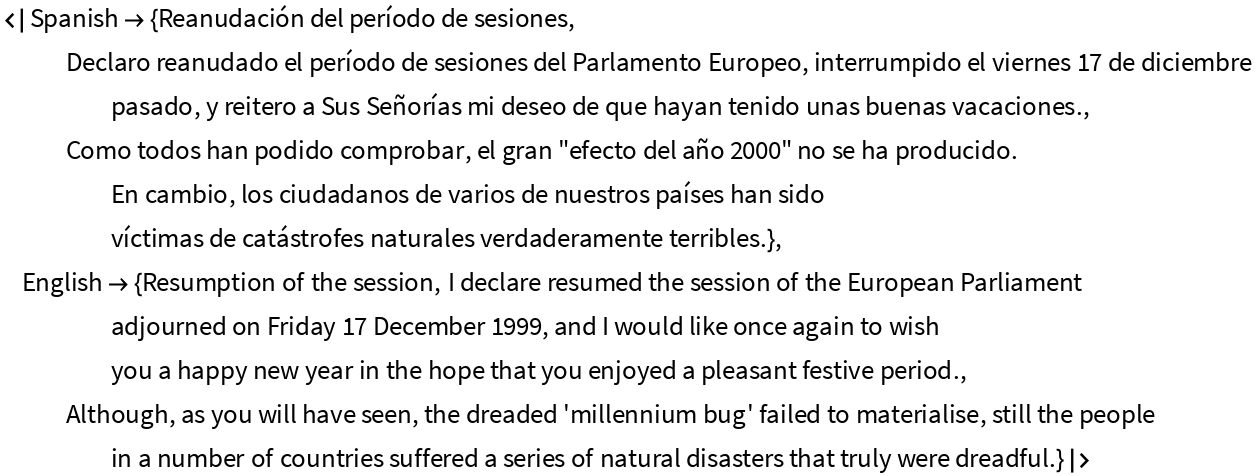 <| Spanish → {Reanudación del período de sesiones,
Declaro reanudado el período de sesiones del Parlamento Europeo, interrumpido el viernes 17 de diciembre
pasado, y reitero a Sus Señorías mi deseo de que hayan tenido unas buenas vacaciones.,
Como todos han podido comprobar, el gran "efecto del año 2000" no se ha producido.
En cambio, los ciudadanos de varios de nuestros países han sido
víctimas de catástrofes naturales verdaderamente terribles.},
English → {Resumption of the session, I declare resumed the session of the European Parliament
adjourned on Friday 17 December 1999, and I would like once again to wish
you a happy new year in the hope that you enjoyed a pleasant festive period.,
Although, as you will have seen, the dreaded 'millennium bug' failed to materialise, still the people
in a number of countries suffered a series of natural disasters that truly were dreadful.} |>